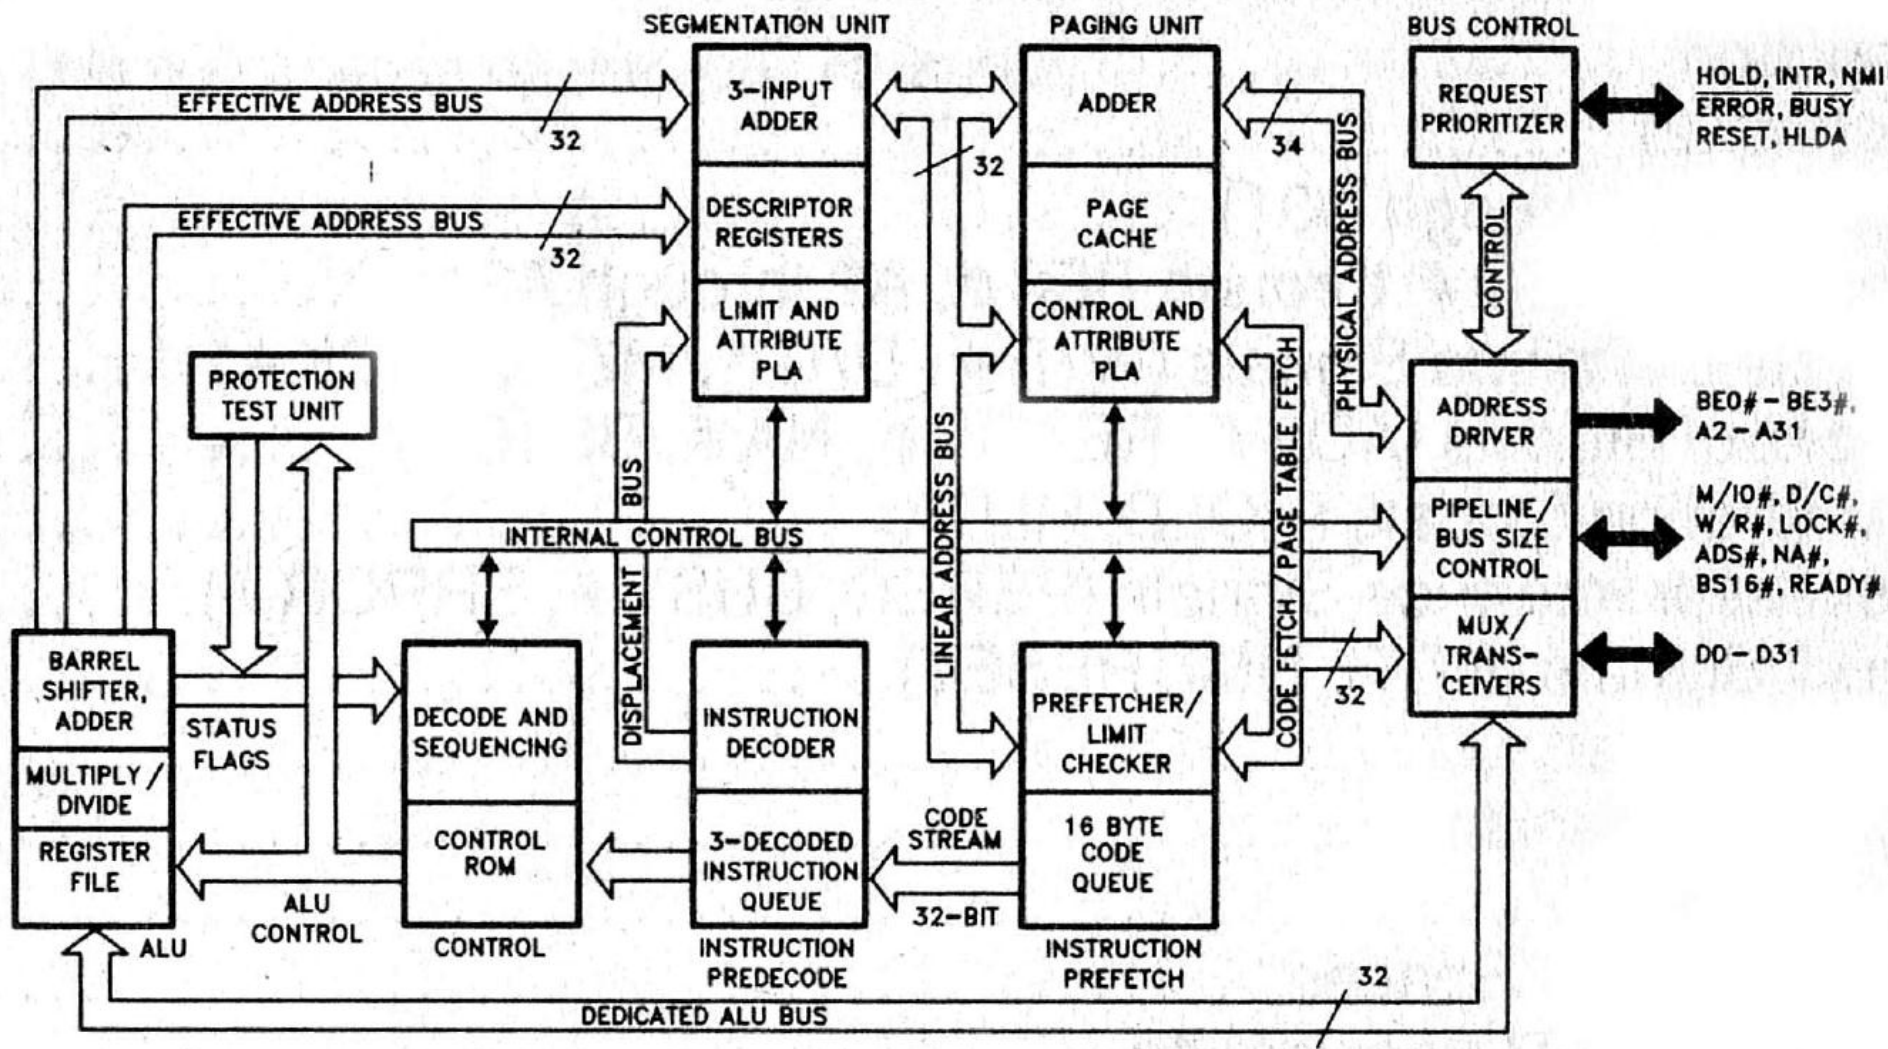 SEGMENTATION UNIT
3-INPUT
ADDER
DESCRIPTOR
REGISTERS
LIMIT AND
ATTRIBUTE
PLA
PAGING UNIT
ADDER
PAGE
CACHE
CONTROL AND
ATTRIBUTE
PLA
BUS CONTROL
REQUEST
PRIORITIZER
HOLD, INTR, NMI
ERROR, BUSY
RESET, HLDA
EFFECTIVE ADDRESS BUS
32
EFFECTIVE ADDRESS BUS
32
32
34
PHYSICAL ADDRESS BUS
CONTROL
PROTECTION
TEST UNIT
ADDRESS
DRIVER
BE0# - BE3#,
A2 - A31
PIPELINE/
BUS SIZE
CONTROL
M/IO#, D/C#,
W/R#, LOCK#,
ADS#, NA#,
BS16#, READY#
MUX/
TRANS-
CEIVERS
D0 - D31
INTERNAL CONTROL BUS
DISPLACEMENT BUS
LINEAR ADDRESS BUS
CODE FETCH/PAGE TABLE FETCH
32
BARREL
SHIFTER,
ADDER
MULTIPLY/
DIVIDE
REGISTER
FILE
ALU
STATUS
FLAGS
ALU
CONTROL
DECODE AND
SEQUENCING
CONTROL
ROM
CONTROL
INSTRUCTION
DECODER
3-DECODED
INSTRUCTION
QUEUE
INSTRUCTION
PREDECODE
CODE
STREAM
32-BIT
PREFETCHER/
LIMIT
CHECKER
16 BYTE
CODE
QUEUE
INSTRUCTION
PREFETCH
DEDICATED ALU BUS
32